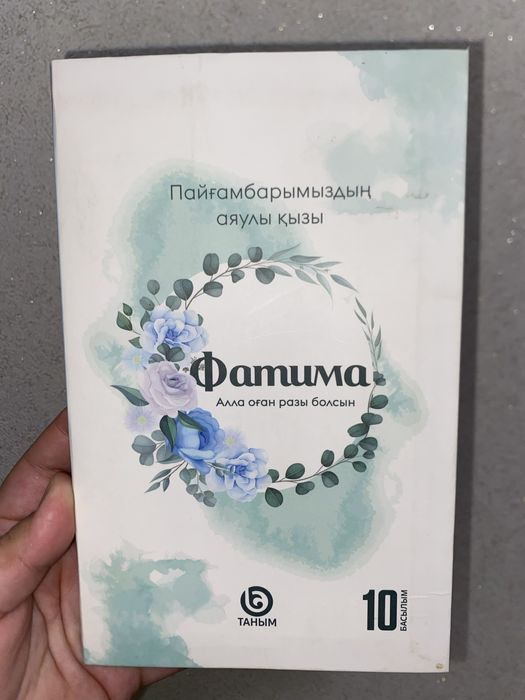 Пайғамбарымыздың
аяулы қызы
Фатима
Алла оған разы болсын
ТАНЫМ
10
БАСЫЛЫМ